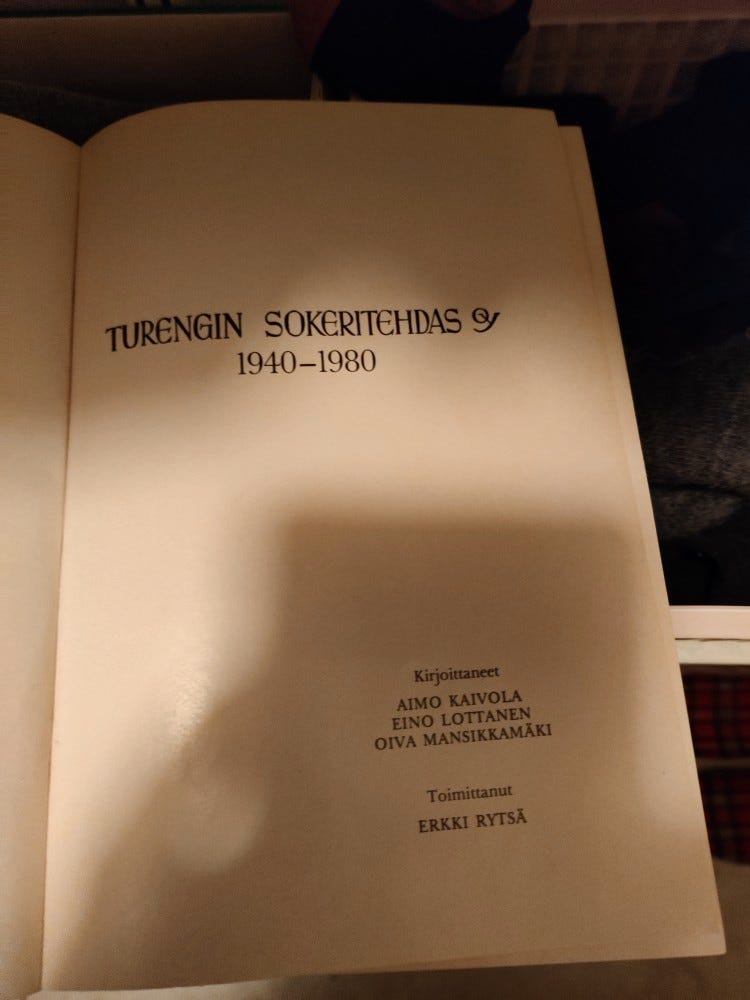 TURENGIN SOKERITEHDAS OY
1940–1980
Kirjoittaneet
AIMO KAIVOLA
EINO LOTTANEN
OIVA MANSIKKAMÄKI
Toimittanut
ERKKI RYTSÄ